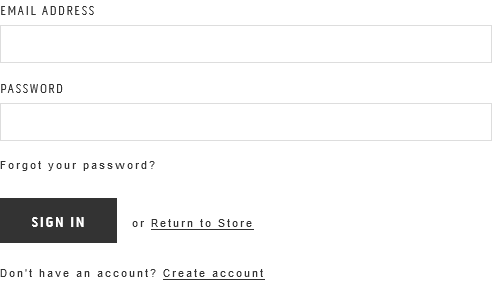 EMAIL ADDRESS
PASSWORD
Forgot your password?
SIGN IN or Return to Store
Don't have an account? Create account